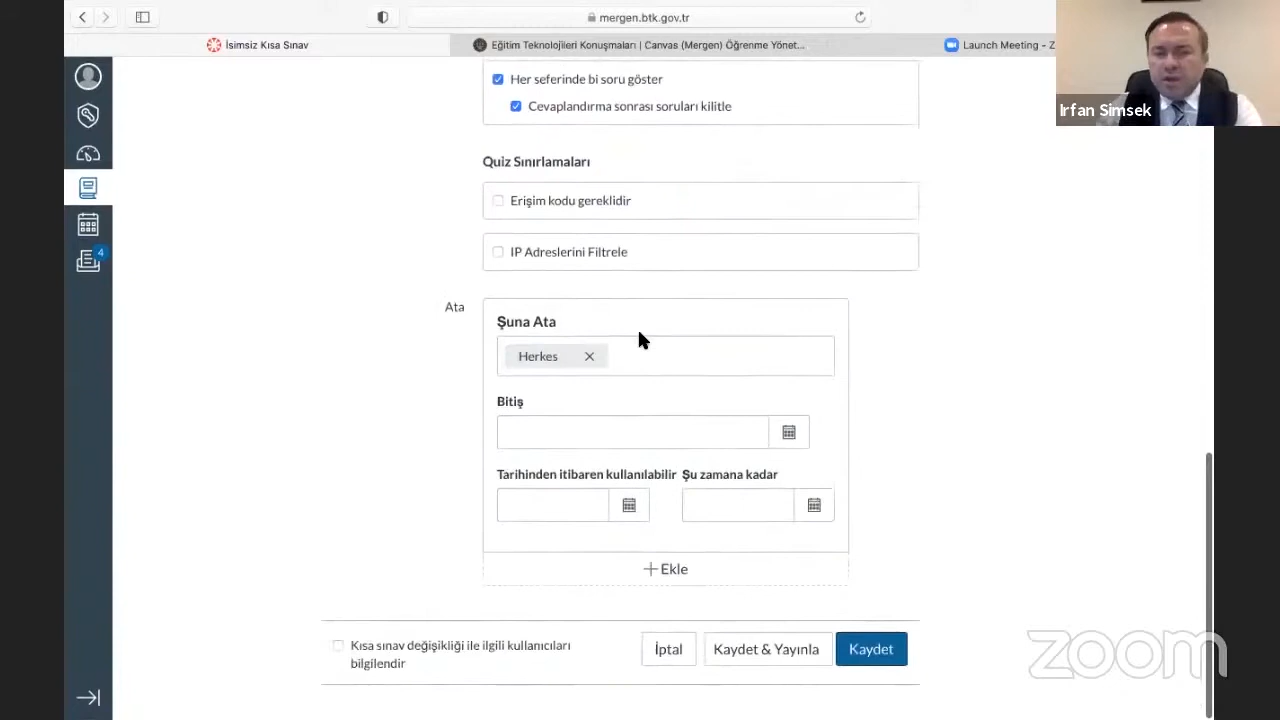 mergen.btk.gov.tr
İsimsiz Kısa Sınav
Eğitim Teknolojileri Konuşmaları | Canvas (Mergen) Öğrenme Yönet...
Launch Meeting - Z
Irfan Simsek
Her seferinde bi soru göster
Cevaplandırma sonrası soruları kilitle
Quiz Sınırlamaları
Erişim kodu gereklidir
4
IP Adreslerini Filtrele
Ata
Şuna Ata
Herkes
Bitiş
Tarihinden itibaren kullanılabilir Şu zamana kadar
Ekle
Kısa sınav değişikliği ile ilgili kullanıcıları
bilgilendir
İptal
Kaydet & Yayınla
Kaydet
zoom